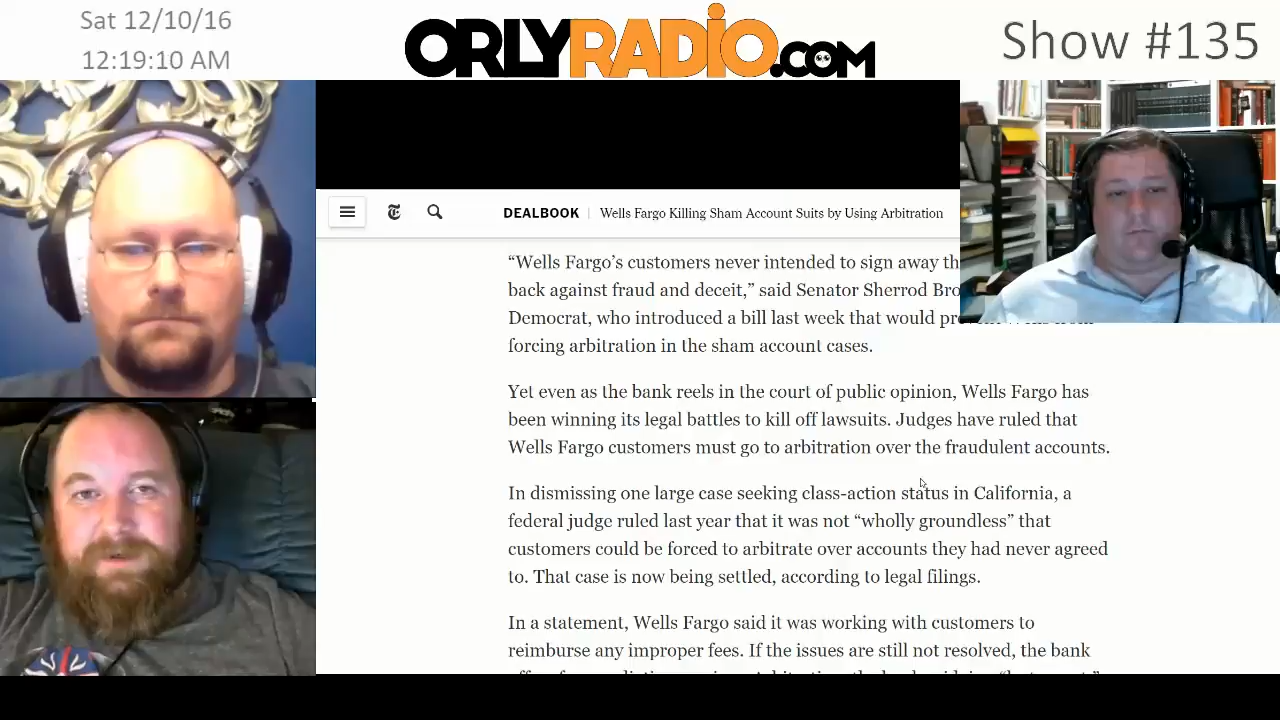 Sat 12/10/16
12:19:10 AM
ORLYRADIO.COM
Show #135
DEALBOOK | Wells Fargo Killing Sham Account Suits by Using Arbitration
“Wells Fargo’s customers never intended to sign away
back against fraud and deceit,” said Senator Sherrod
Democrat, who introduced a bill last week that would
forcing arbitration in the sham account cases.
Yet even as the bank reels in the court of public opinion, Wells Fargo has
been winning its legal battles to kill off lawsuits. Judges have ruled that
Wells Fargo customers must go to arbitration over the fraudulent accounts.
In dismissing one large case seeking class-action status in California, a
federal judge ruled last year that it was not “wholly groundless” that
customers could be forced to arbitrate over accounts they had never agreed
to. That case is now being settled, according to legal filings.
In a statement, Wells Fargo said it was working with customers to
reimburse any improper fees. If the issues are still not resolved, the bank